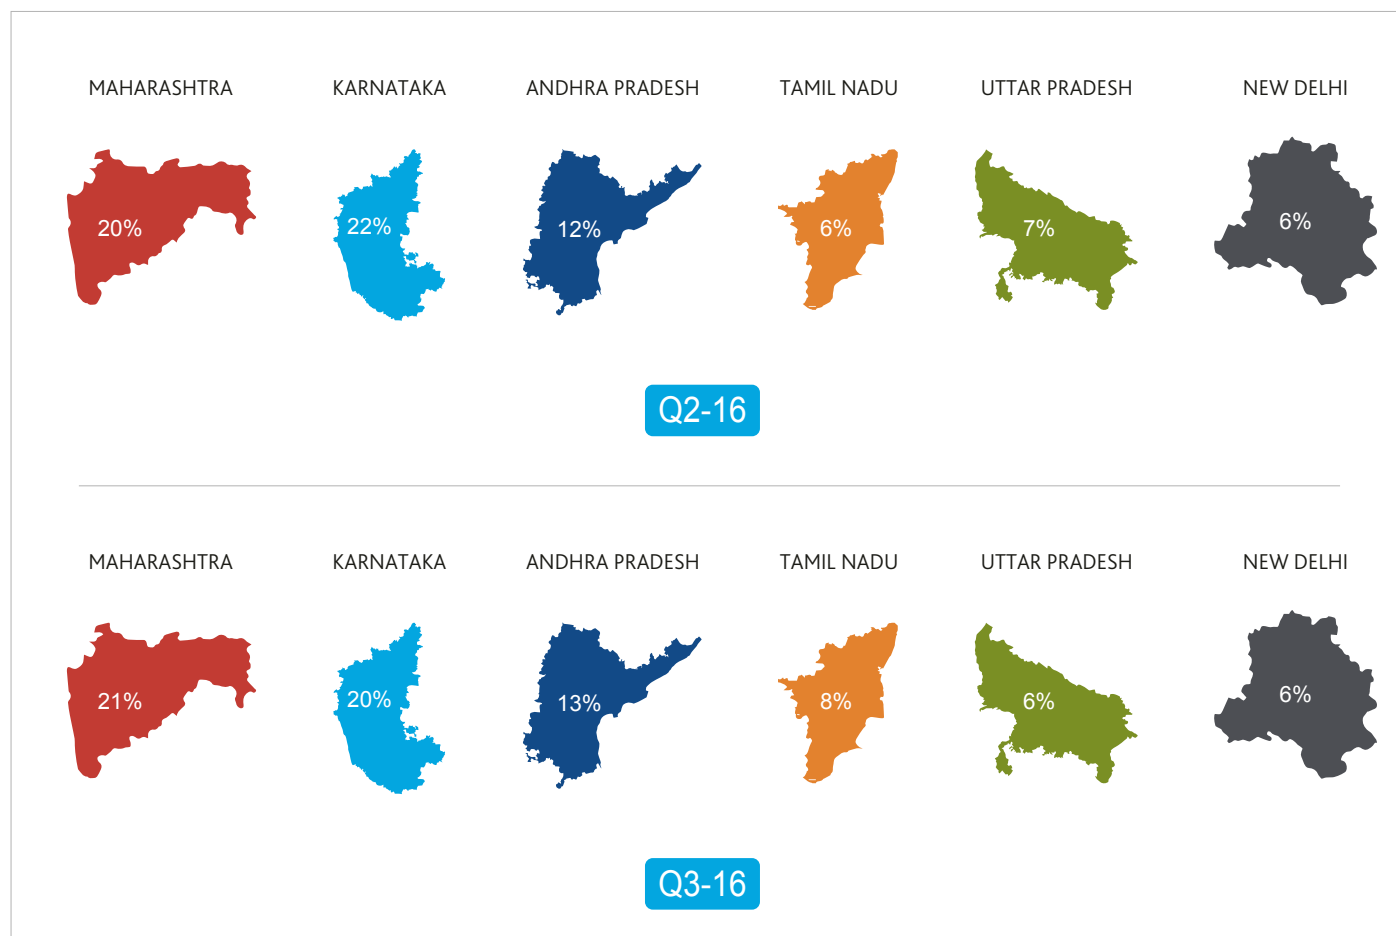 MAHARASHTRA KARNATAKA ANDHRA PRADESH TAMIL NADU UTTAR PRADESH NEW DELHI
20% 22% 12% 6% 7% 6%
Q2-16
MAHARASHTRA KARNATAKA ANDHRA PRADESH TAMIL NADU UTTAR PRADESH NEW DELHI
21% 20% 13% 8% 6% 6%
Q3-16